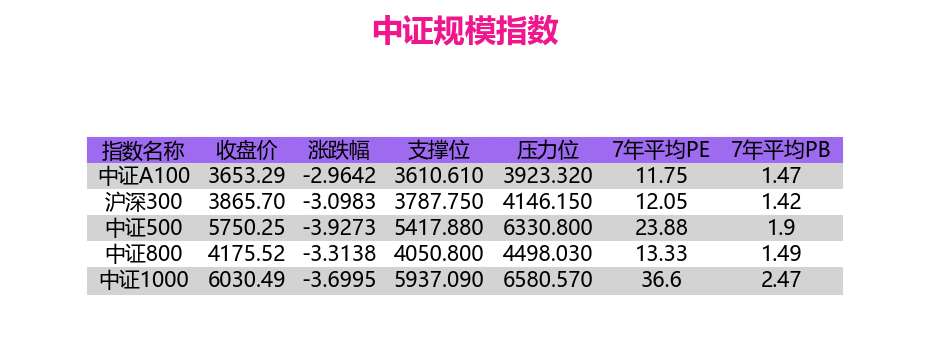 中证规模指数
指数名称 收盘价 涨跌幅 支撑位 压力位 7年平均PE 7年平均PB
中证A100 3653.29 -2.9642 3610.610 3923.320 11.75 1.47
沪深300 3865.70 -3.0983 3787.750 4146.150 12.05 1.42
中证500 5750.25 -3.9273 5417.880 6330.800 23.88 1.9
中证800 4175.52 -3.3138 4050.800 4498.030 13.33 1.49
中证1000 6030.49 -3.6995 5937.090 6580.570 36.6 2.47